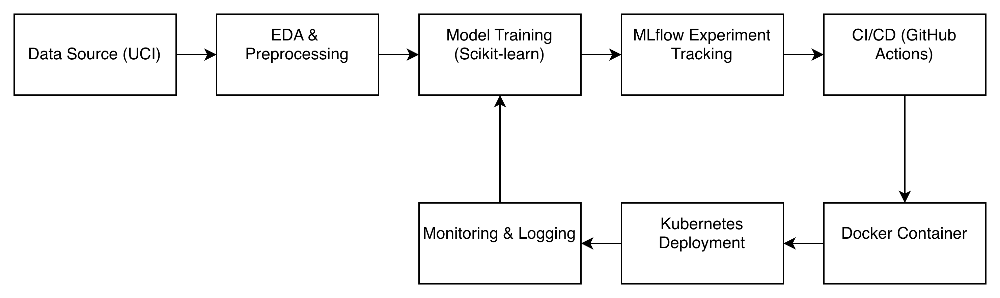 Data Source (UCI)
EDA &
Preprocessing
Model Training
(Scikit-learn)
MLflow Experiment
Tracking
CI/CD (GitHub
Actions)
Monitoring & Logging
Kubernetes
Deployment
Docker Container